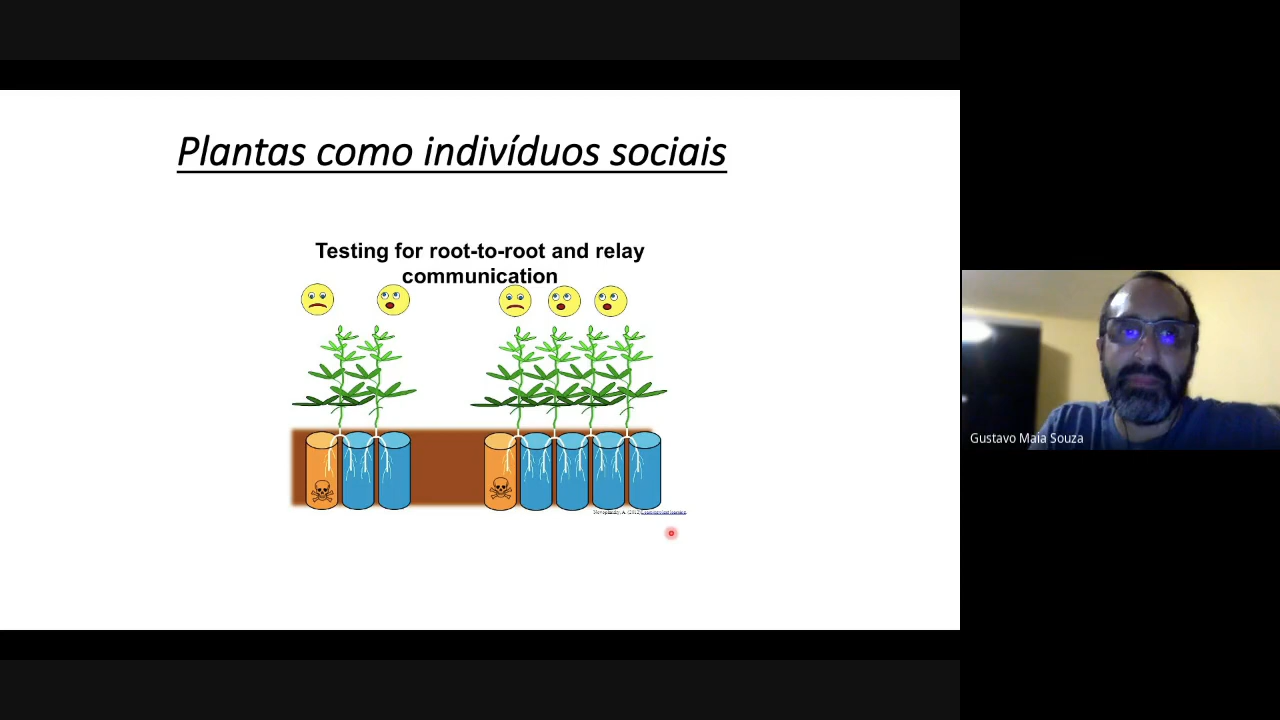 Plantas como indivíduos sociais
Testing for root-to-root and relay
communication
Gustavo Maia Souza